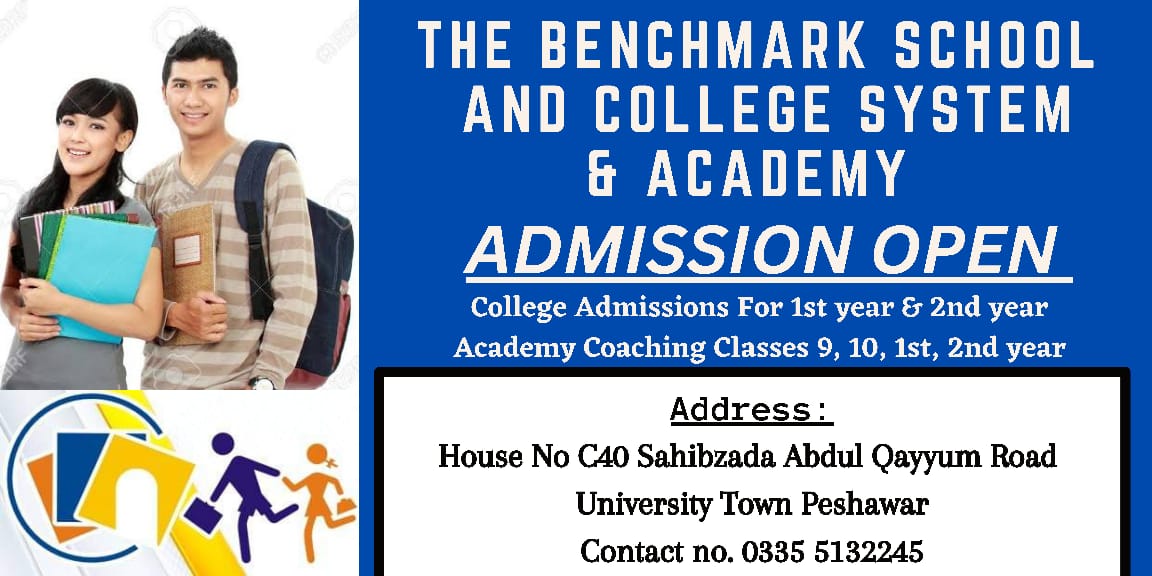 THE BENCHMARK SCHOOL
AND COLLEGE SYSTEM
& ACADEMY
ADMISSION OPEN
College Admissions For 1st year & 2nd year
Academy Coaching Classes 9, 10, 1st, 2nd year
Address:
House No C40 Sahibzada Abdul Qayyum Road
University Town Peshawar
Contact no. 0335 5132245